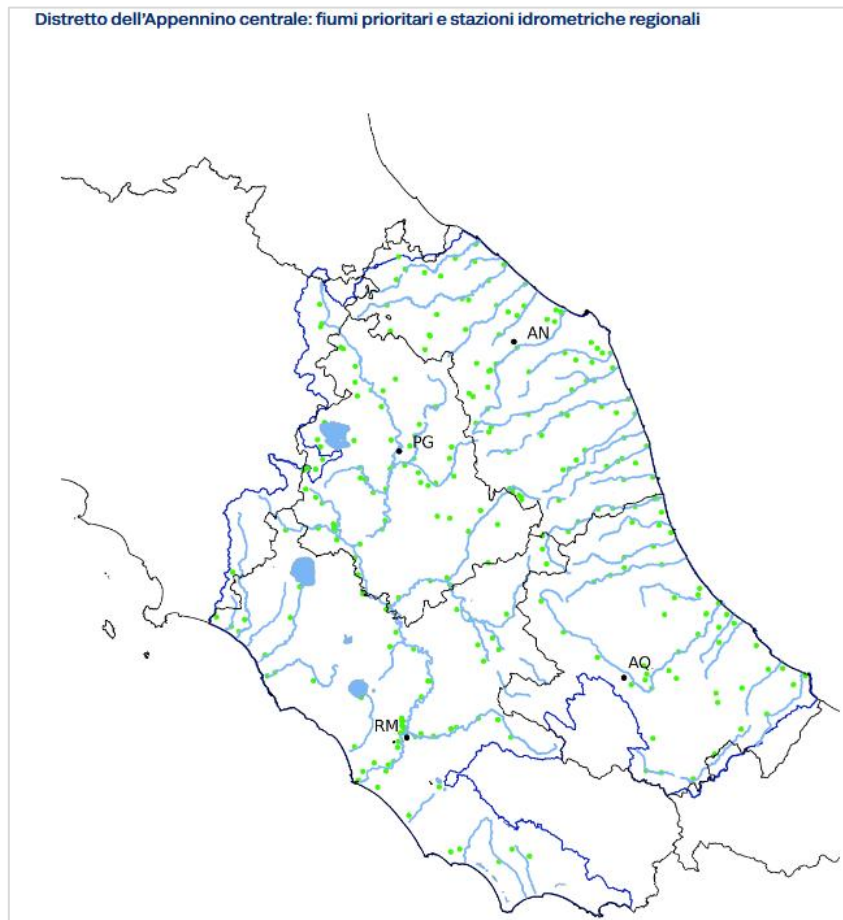 Distretto dell'Appennino centrale: fiumi prioritari e stazioni idrometriche regionali
AN
PG
AQ
RM